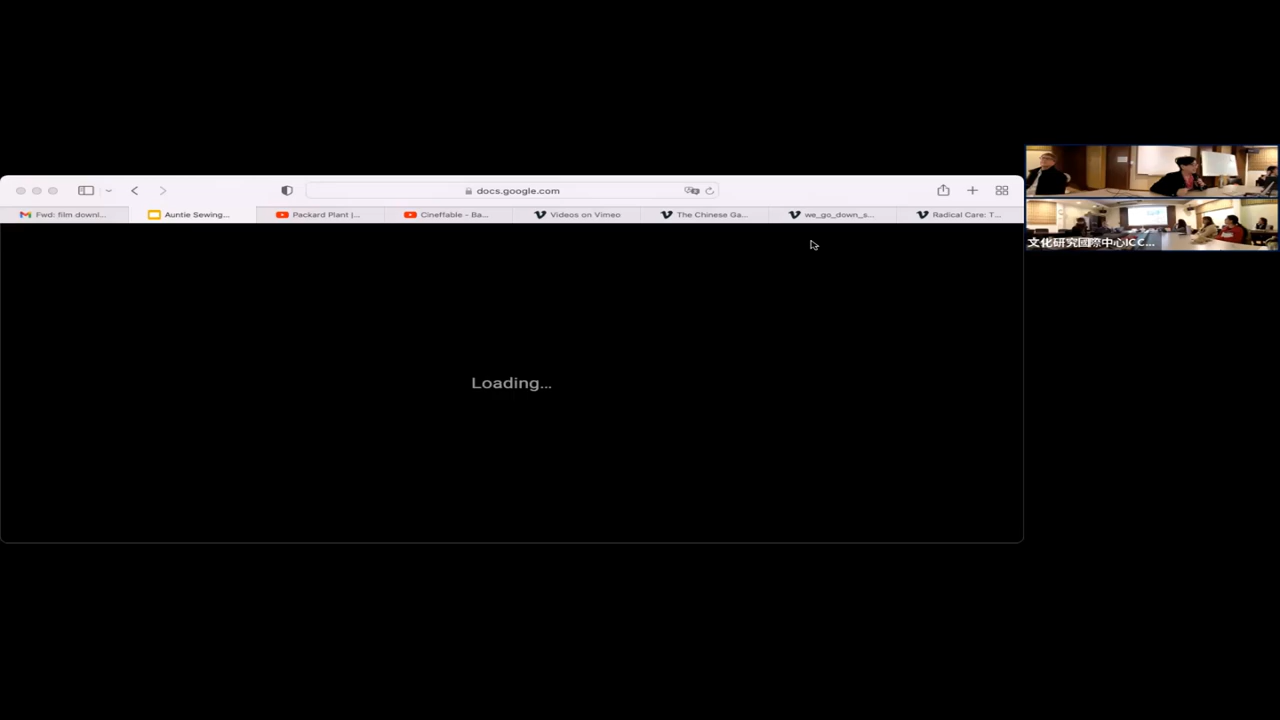 docs.google.com
Fwd: film downl...
Auntie Sewing...
Packard Plant |...
Cineffable - Ba...
Videos on Vimeo
The Chinese Ga...
we_go_down_s...
Radical Care: T...
文化研究國際中心ICC...
Loading...